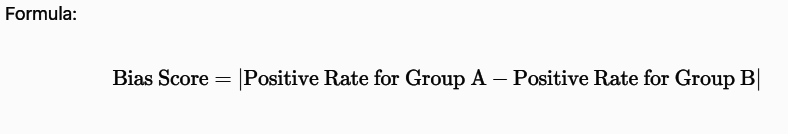 Formula:
Bias Score = |Positive Rate for Group A − Positive Rate for Group B|